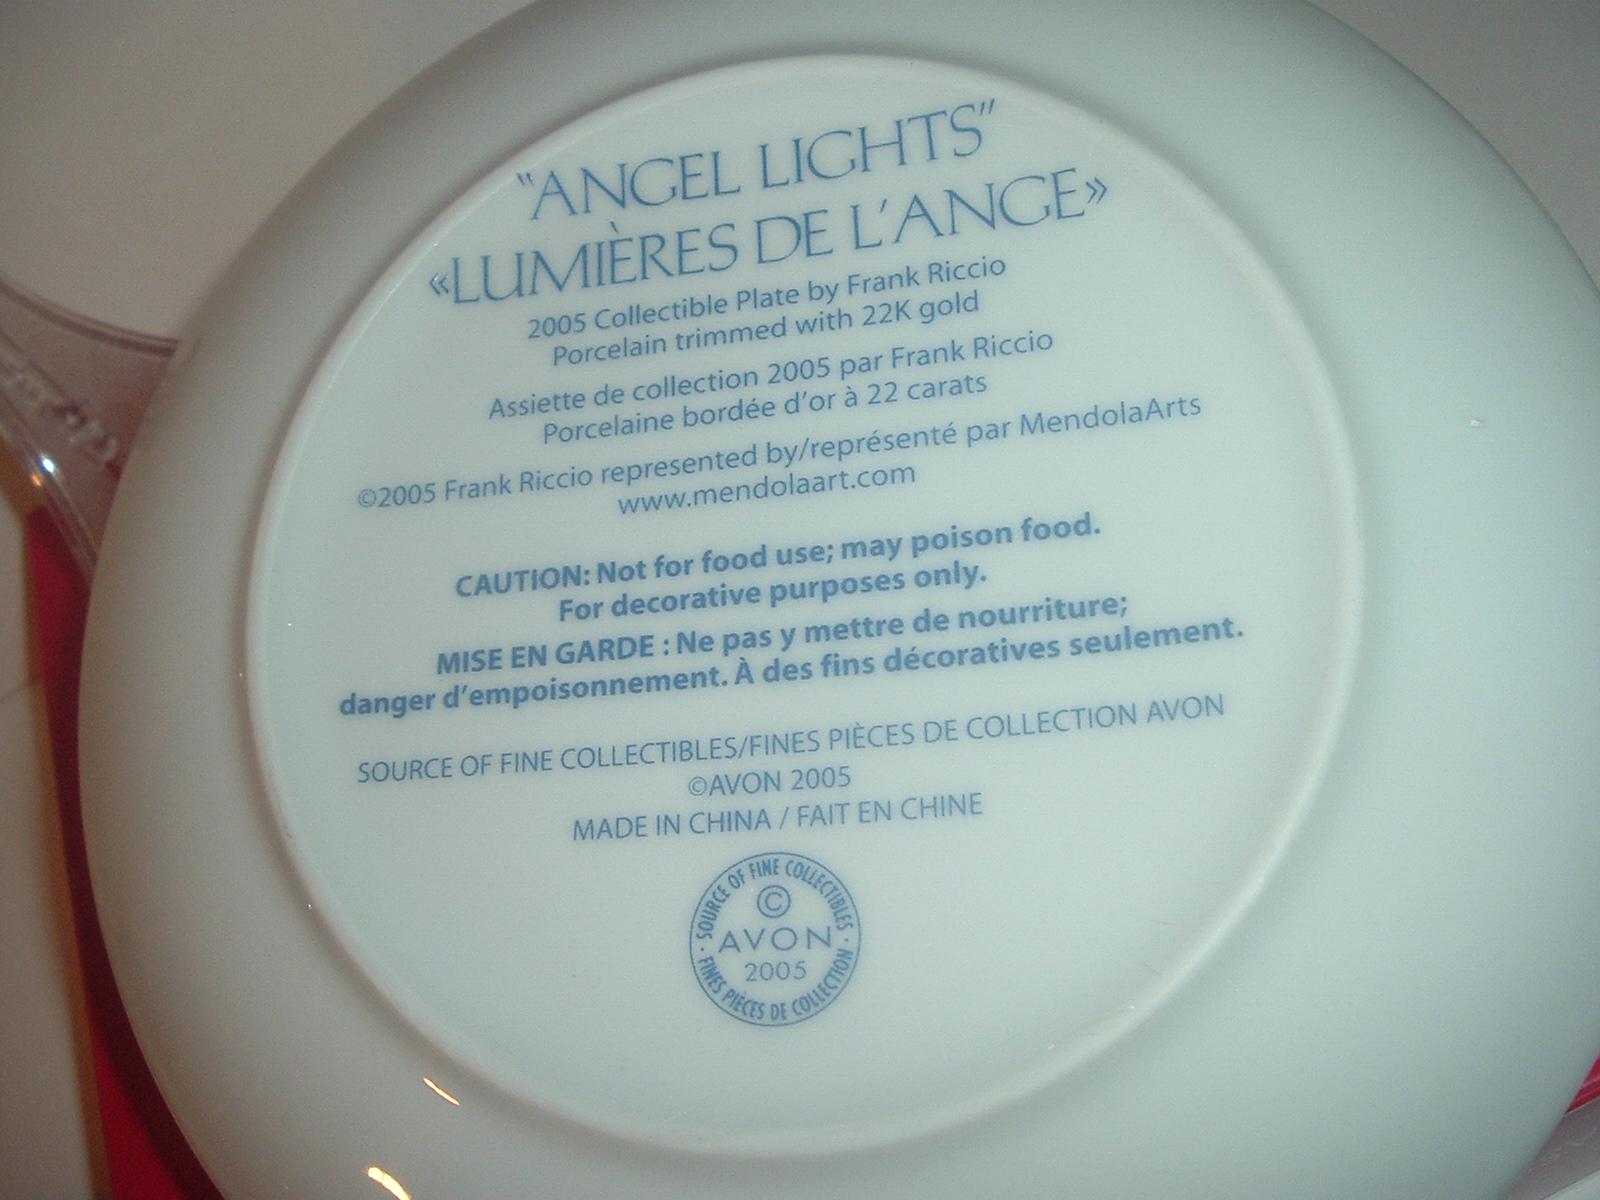 "ANGEL LIGHTS"
«LUMIÈRES DE L'ANGE»
2005 Collectible Plate by Frank Riccio
Porcelain trimmed with 22K gold
Assiette de collection 2005 par Frank Riccio
Porcelaine bordée d'or à 22 carats
©2005 Frank Riccio represented by/représenté par MendolaArts
www.mendolaart.com
CAUTION: Not for food use; may poison food.
For decorative purposes only.
MISE EN GARDE : Ne pas y mettre de nourriture;
danger d'empoisonnement. À des fins décoratives seulement.
SOURCE OF FINE COLLECTIBLES/FINES PIÈCES DE COLLECTION AVON
©AVON 2005
MADE IN CHINA / FAIT EN CHINE
SOURCE OF FINE COLLECTIBLES
©
AVON
2005
· FINES PIÈCES DE COLLECTION ·